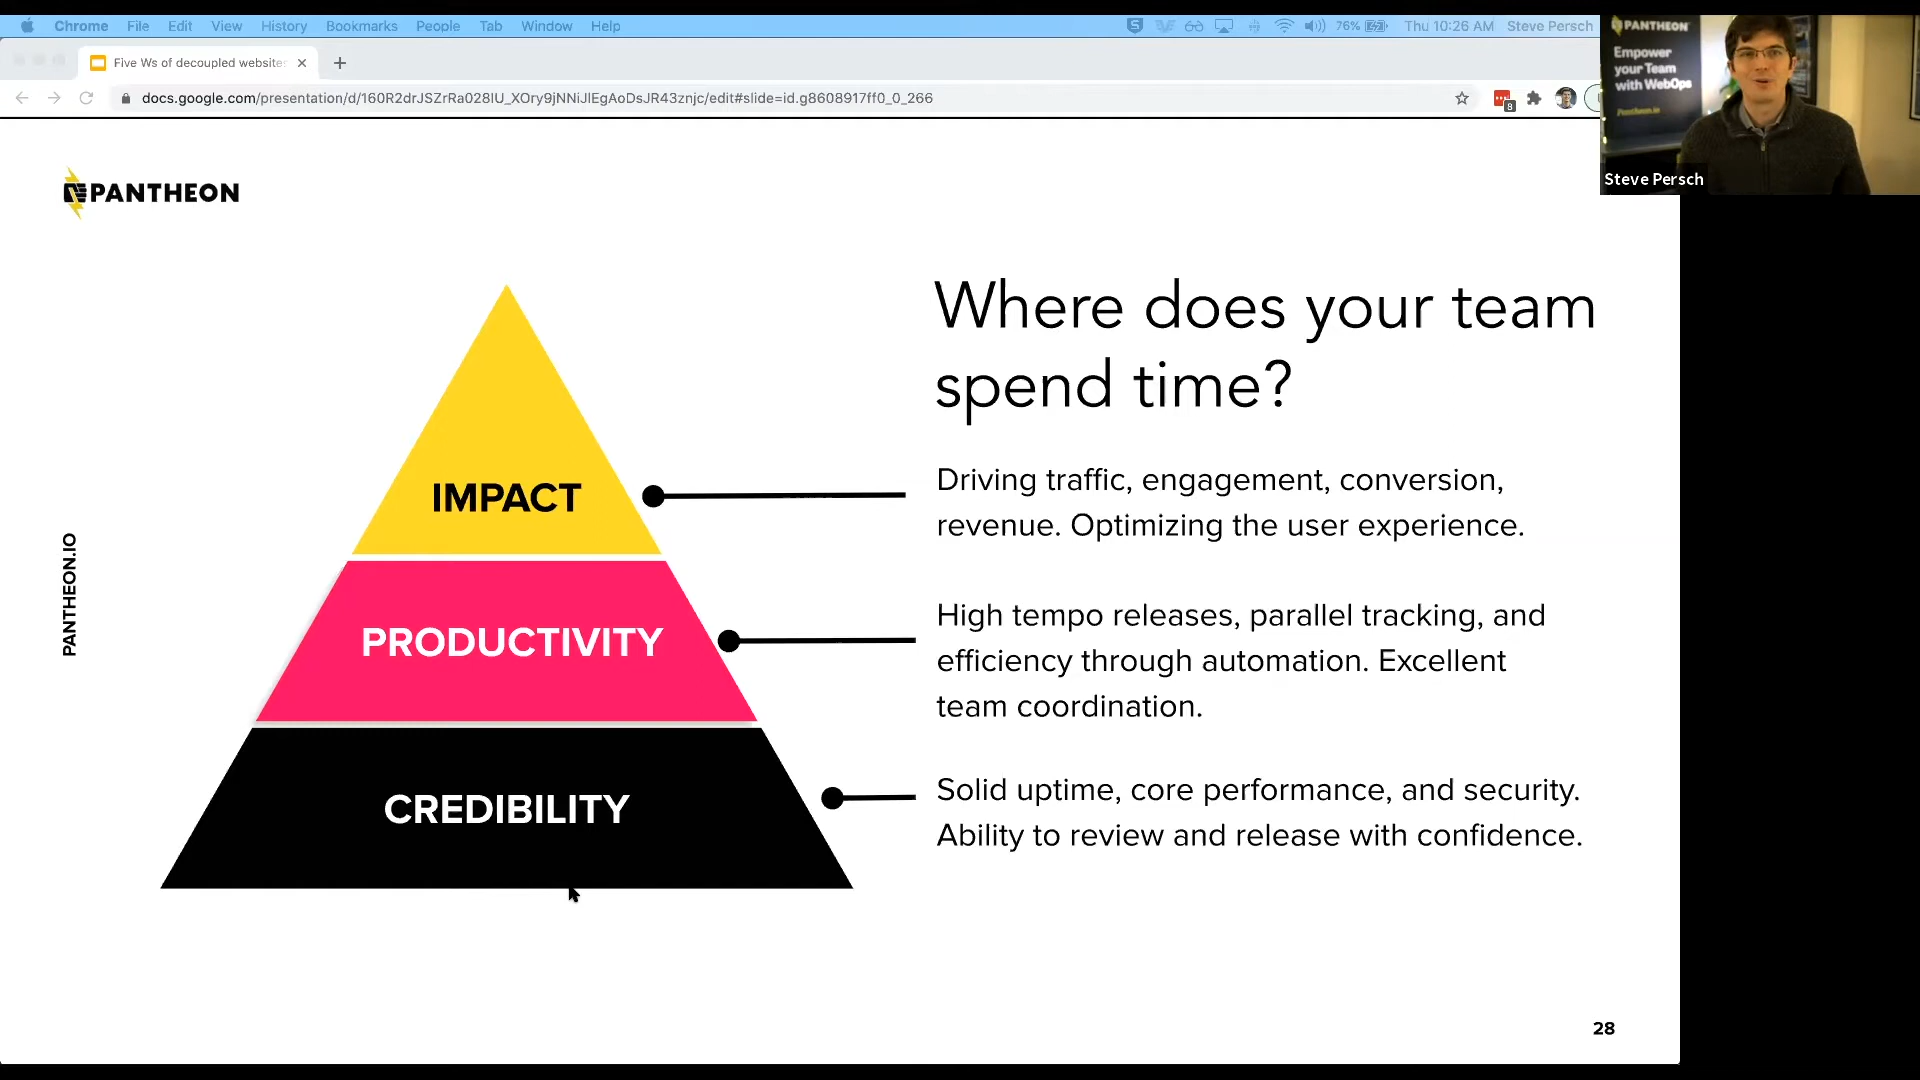 Chrome File Edit View History Bookmarks People Tab Window Help
76% Thu 10:26 AM Steve Persch
Five Ws of decoupled website
docs.google.com/presentation/d/160R2drJSZrRa028IU_XOry9jNNiJlEgAoDsJR43znjc/edit#slide=id.g8608917ff0_0_266
8
PANTHEON
Empower
your Team
with WebOps
Pantheon.io
Steve Persch
PANTHEON
PANTHEON.IO
Where does your team
spend time?
IMPACT
Driving traffic, engagement, conversion,
revenue. Optimizing the user experience.
PRODUCTIVITY
High tempo releases, parallel tracking, and
efficiency through automation. Excellent
team coordination.
CREDIBILITY
Solid uptime, core performance, and security.
Ability to review and release with confidence.
28